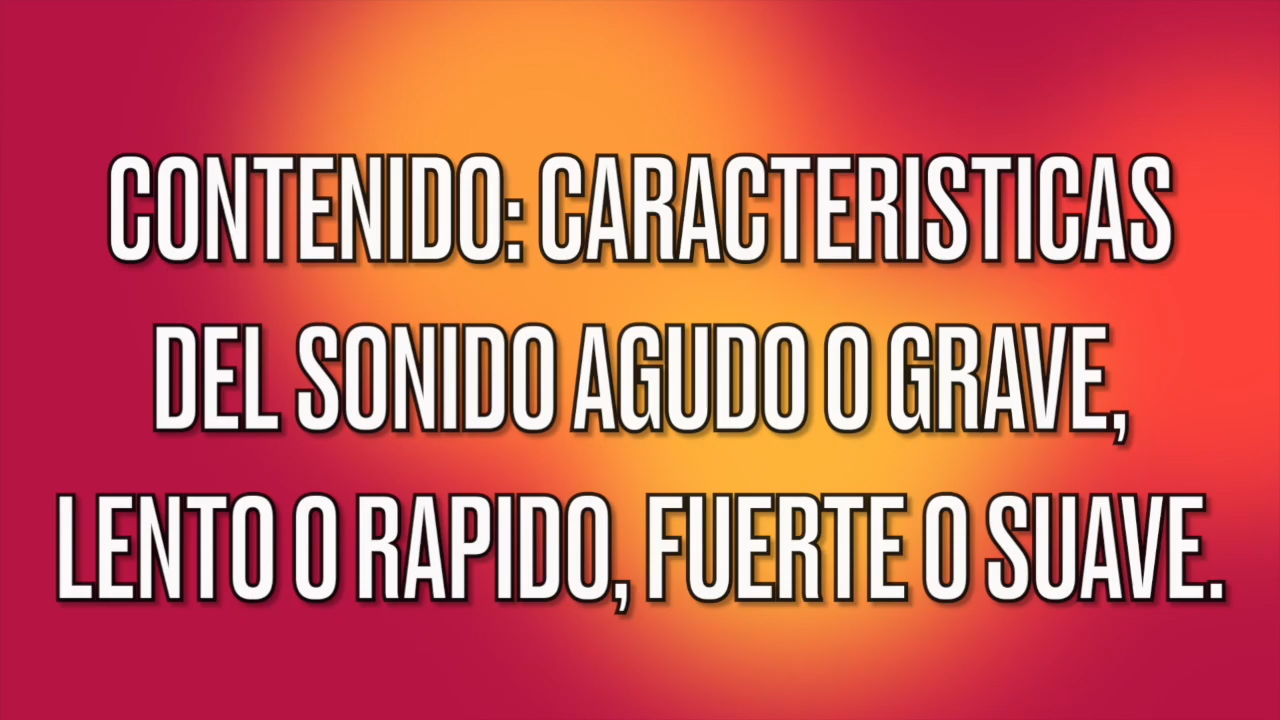 CONTENIDO: CARACTERISTICAS
DEL SONIDO AGUDO O GRAVE,
LENTO O RAPIDO, FUERTE O SUAVE.